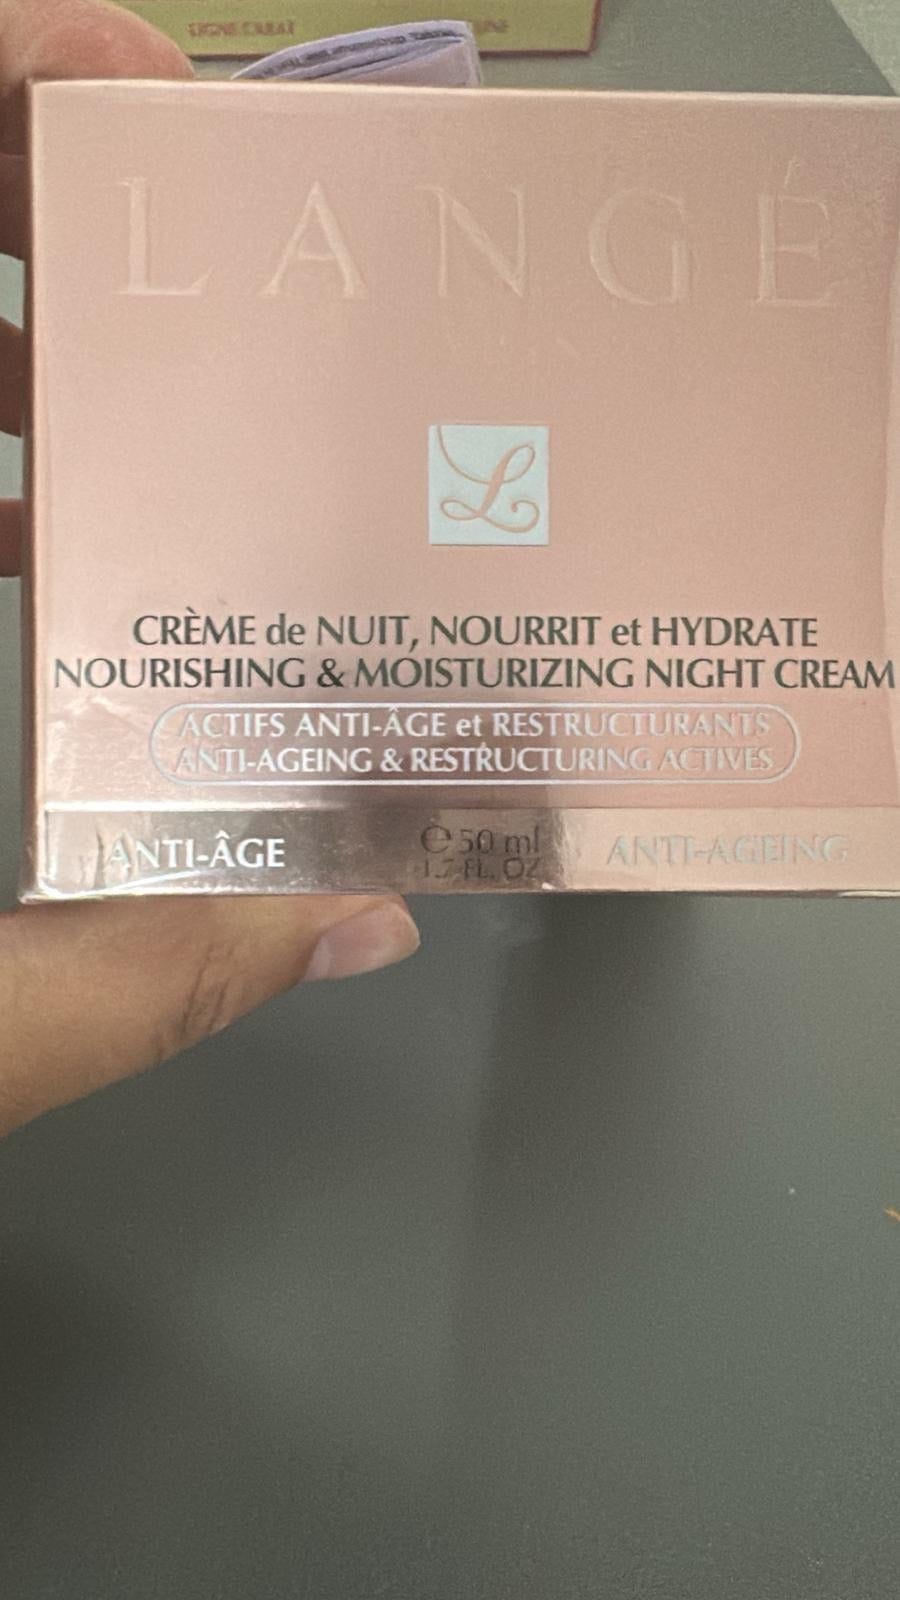 LANGÉ
L
CRÈME de NUIT, NOURRIT et HYDRATE
NOURISHING & MOISTURIZING NIGHT CREAM
ACTIFS ANTI-ÂGE et RESTRUCTURANTS
ANTI-AGEING & RESTRUCTURING ACTIVES
ANTI-ÂGE ℮ 50 ml ANTI-AGEING
1.7 FL. OZ